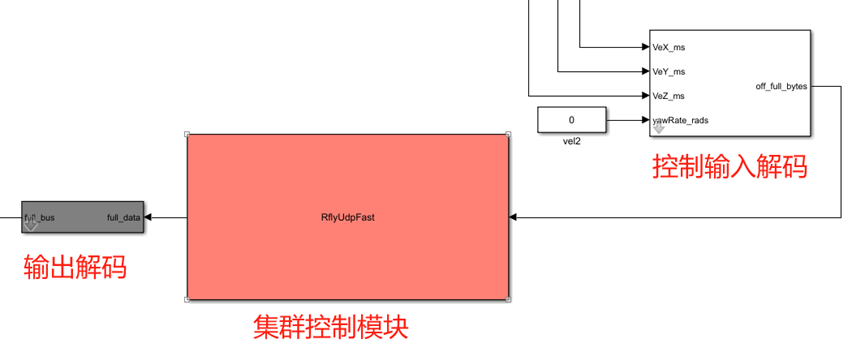 VeX_ms
VeY_ms
VeZ_ms
yawRate_rads
off_full_bytes
0
vel2
控制输入解码
full_bus
full_data
RflyUdpFast
输出解码
集群控制模块